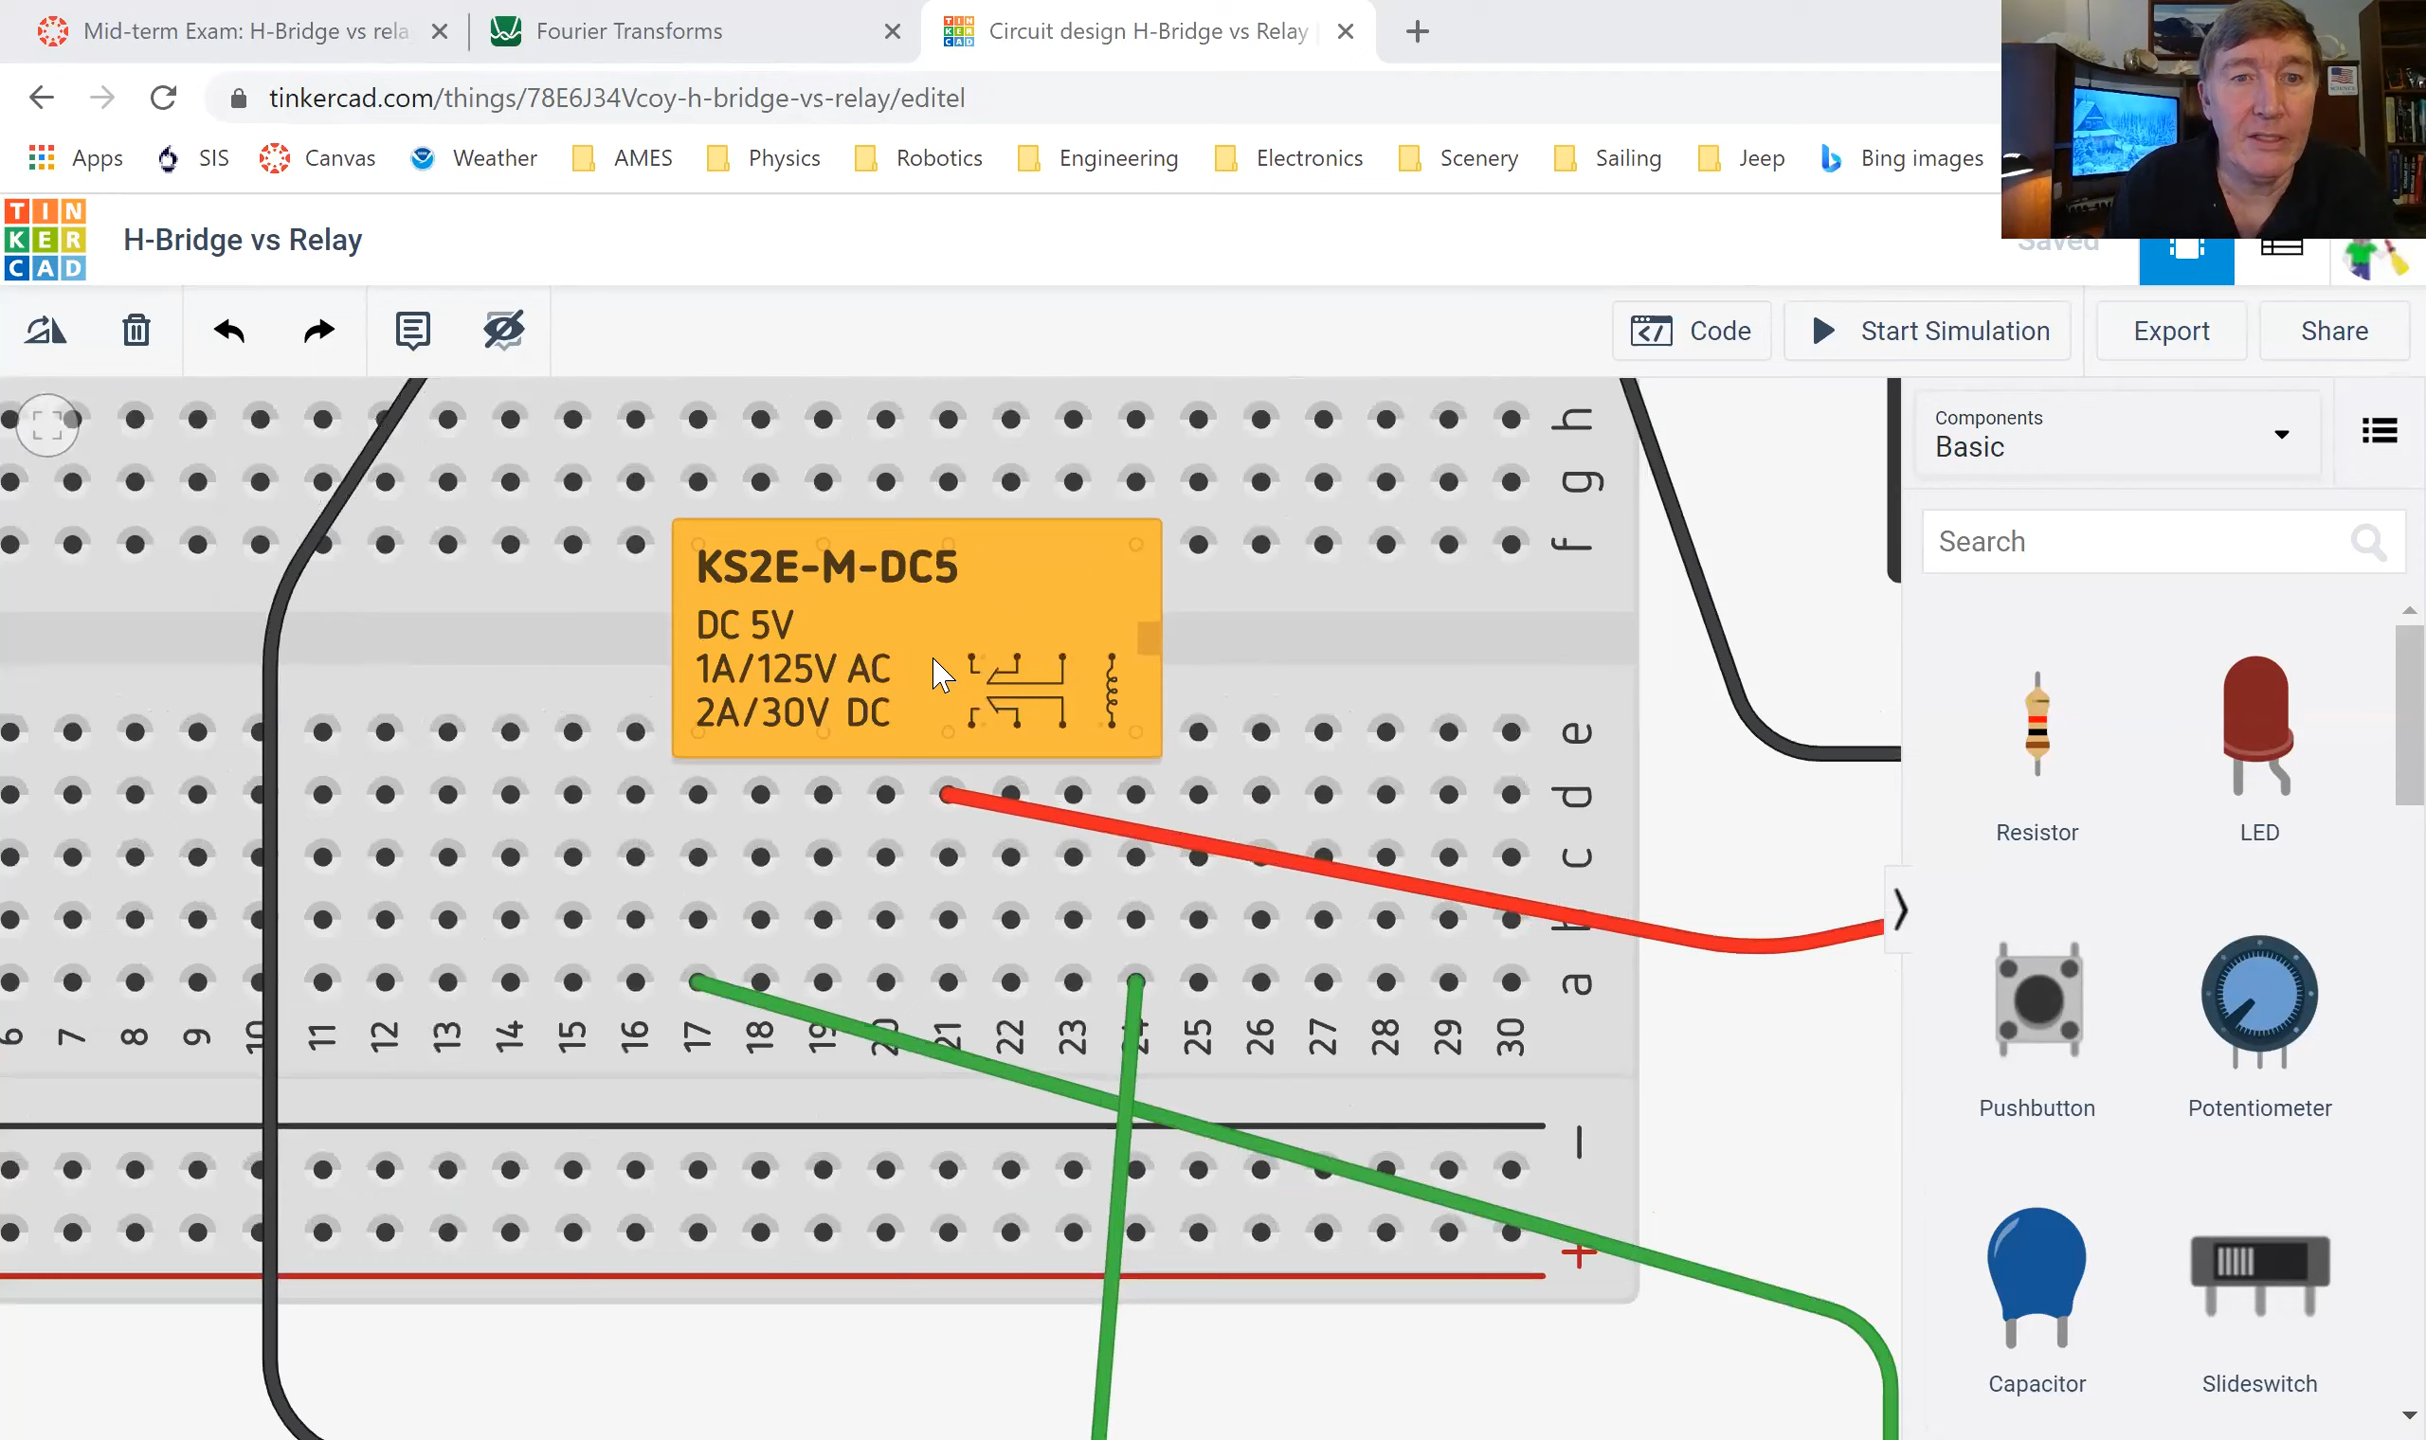 Mid-term Exam: H-Bridge vs rela
Fourier Transforms
Circuit design H-Bridge vs Relay
tinkercad.com/things/78E6J34Vcoy-h-bridge-vs-relay/editel
Apps
SIS
Canvas
Weather
AMES
Physics
Robotics
Engineering
Electronics
Scenery
Sailing
Jeep
Bing images
TIN
KER
CAD
H-Bridge vs Relay
Saved
Code
Start Simulation
Export
Share
Components
Basic
Search
h
g
f
KS2E-M-DC5
DC 5V
1A/125V AC
2A/30V DC
e
d
c
b
a
6 7 8 9 10 11 12 13 14 15 16 17 18 19 20 21 22 23 24 25 26 27 28 29 30
Resistor
LED
Pushbutton
Potentiometer
Capacitor
Slideswitch